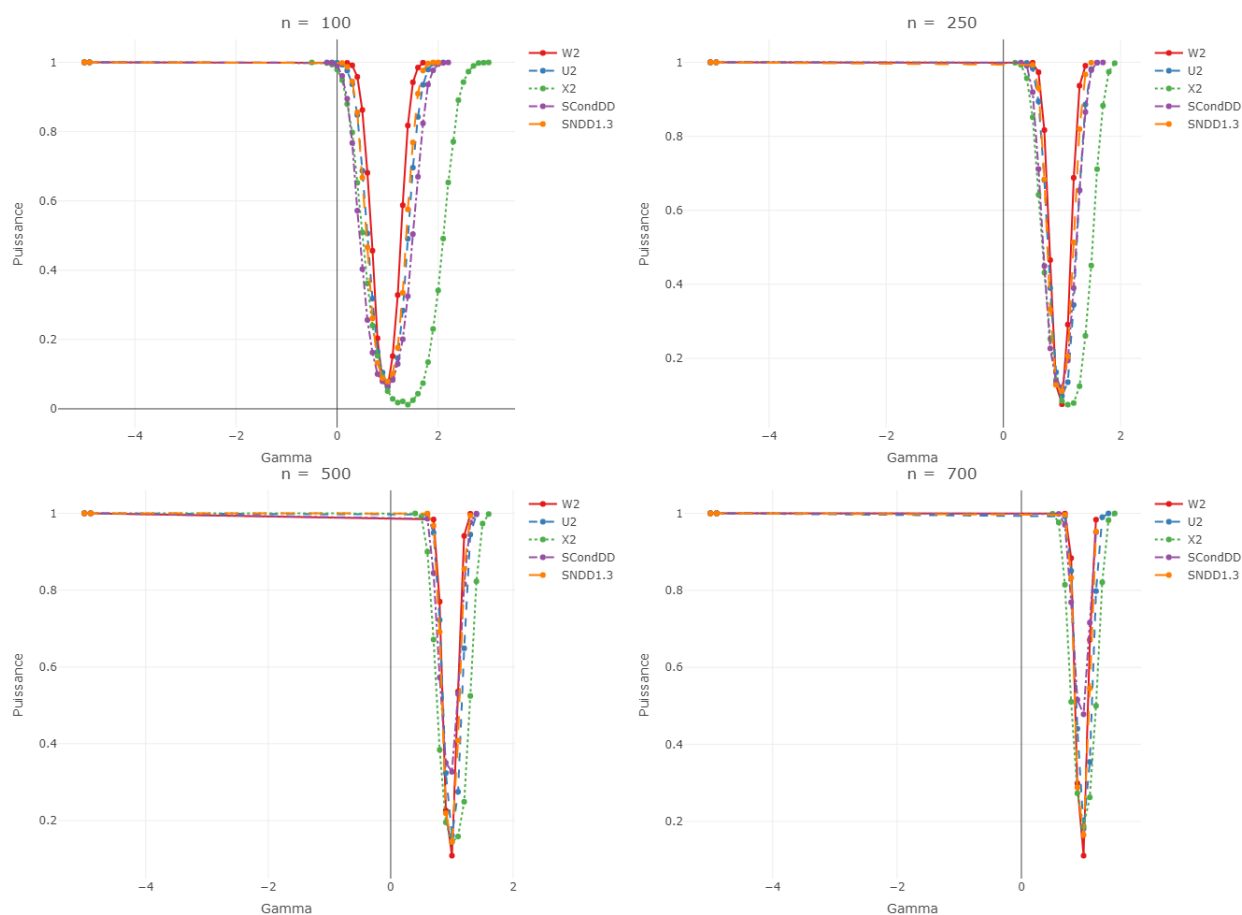 n = 100
1
0.8
0.6
0.4
0.2
0
Puissance
−4
−2
0
2
Gamma
W2
U2
X2
SCondDD
SNDD1.3
n = 250
1
0.8
0.6
0.4
0.2
Puissance
−4
−2
0
2
Gamma
W2
U2
X2
SCondDD
SNDD1.3
n = 500
1
0.8
0.6
0.4
0.2
Puissance
−4
−2
0
2
Gamma
W2
U2
X2
SCondDD
SNDD1.3
n = 700
1
0.8
0.6
0.4
0.2
Puissance
−4
−2
0
Gamma
W2
U2
X2
SCondDD
SNDD1.3